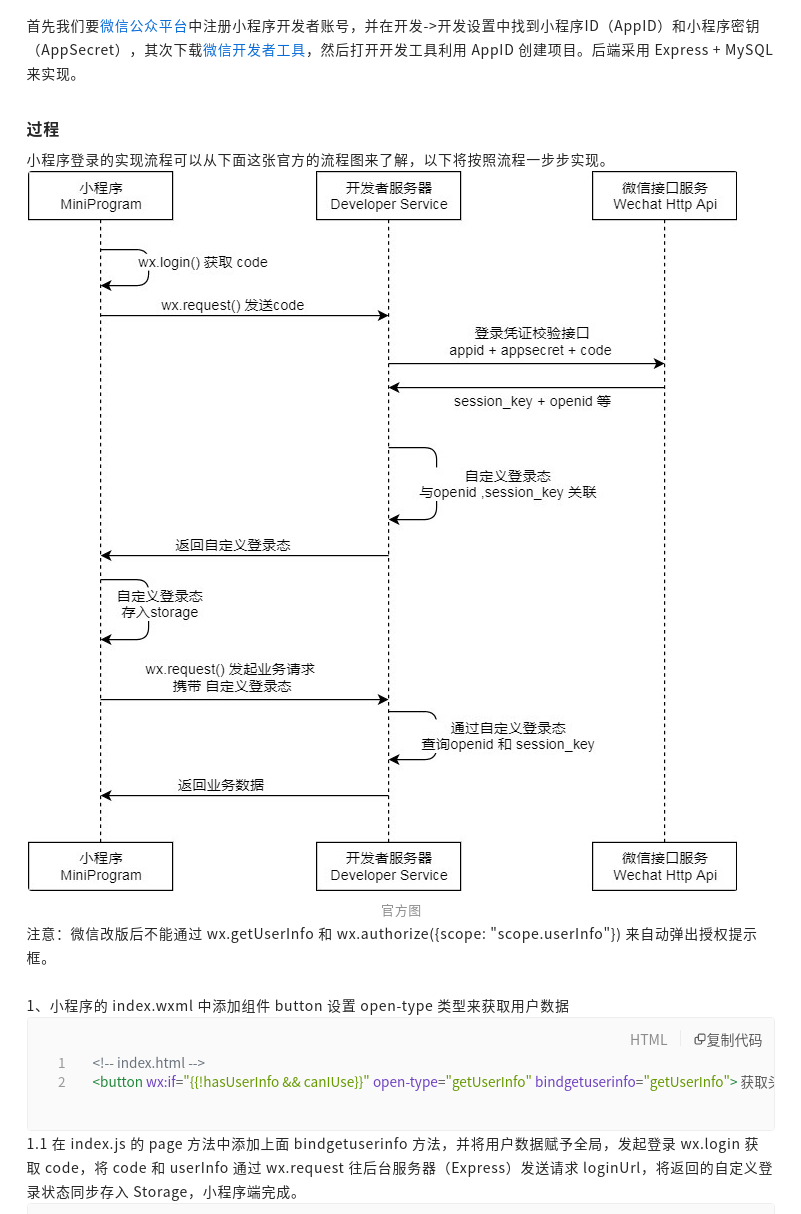 首先我们要微信公众平台中注册小程序开发者账号，并在开发->开发设置中找到小程序ID（AppID）和小程序密钥
（AppSecret），其次下载微信开发者工具，然后打开开发工具利用 AppID 创建项目。后端采用 Express + MySQL
来实现。
过程
小程序登录的实现流程可以从下面这张官方的流程图来了解，以下将按照流程一步步实现。
小程序
MiniProgram
开发者服务器
Developer Service
微信接口服务
Wechat Http Api
wx.login() 获取 code
wx.request() 发送code
登录凭证校验接口
appid + appsecret + code
session_key + openid 等
自定义登录态
与openid ,session_key 关联
返回自定义登录态
自定义登录态
存入storage
wx.request() 发起业务请求
携带 自定义登录态
通过自定义登录态
查询openid 和 session_key
返回业务数据
小程序
MiniProgram
开发者服务器
Developer Service
微信接口服务
Wechat Http Api
官方图
注意：微信改版后不能通过 wx.getUserInfo 和 wx.authorize({scope: "scope.userInfo"}) 来自动弹出授权提示
框。
1、小程序的 index.wxml 中添加组件 button 设置 open-type 类型来获取用户数据
HTML 复制代码
1 <!-- index.html -->
2 <button wx:if="{{!hasUserInfo && canIUse}}" open-type="getUserInfo" bindgetuserinfo="getUserInfo"> 获取
1.1 在 index.js 的 page 方法中添加上面 bindgetuserinfo 方法，并将用户数据赋予全局，发起登录 wx.login 获
取 code，将 code 和 userInfo 通过 wx.request 往后台服务器（Express）发送请求 loginUrl，将返回的自定义登
录状态同步存入 Storage，小程序端完成。